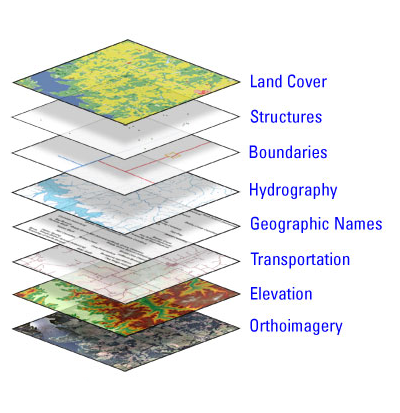 Land Cover
Structures
Boundaries
Hydrography
Geographic Names
Transportation
Elevation
Orthoimagery